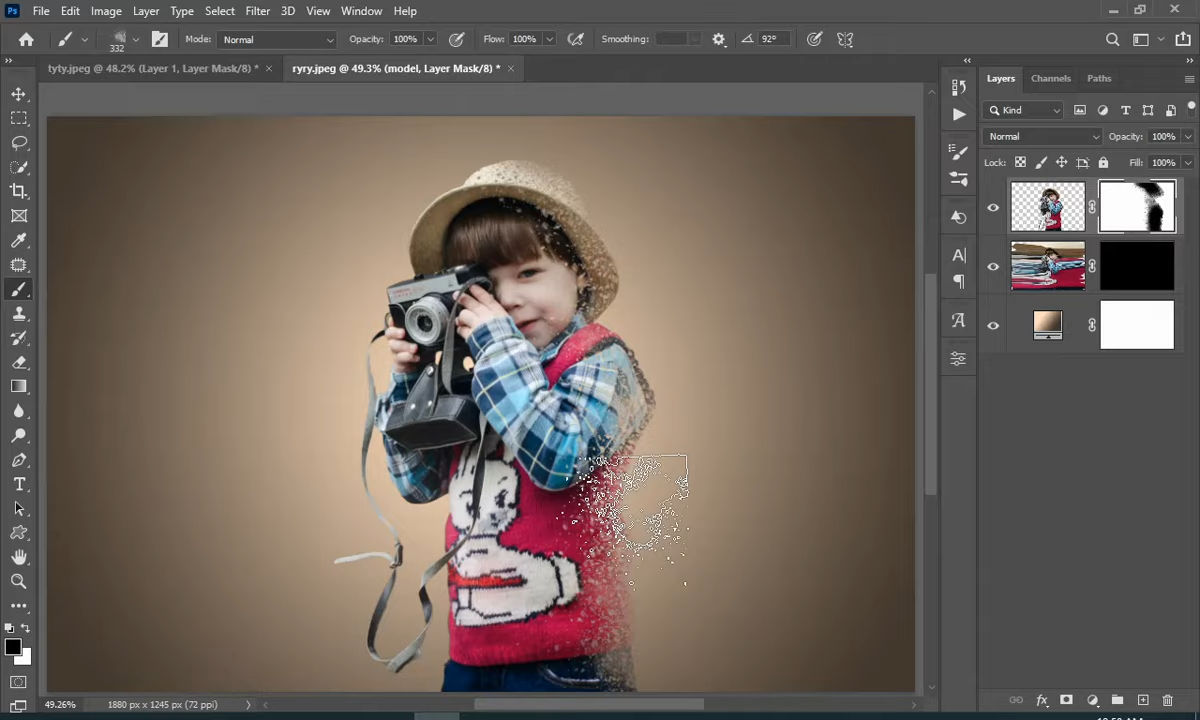 Ps File Edit Image Layer Type Select Filter 3D View Window Help
332 Mode: Normal Opacity: 100% Flow: 100% Smoothing: 92°
tyty.jpeg @ 48.2% (Layer 1, Layer Mask/8) * × ryry.jpeg @ 49.3% (model, Layer Mask/8) * ×
Layers Channels Paths
Kind
Normal Opacity: 100%
Lock: Fill: 100%
49.26% 1880 px x 1245 px (72 ppi)